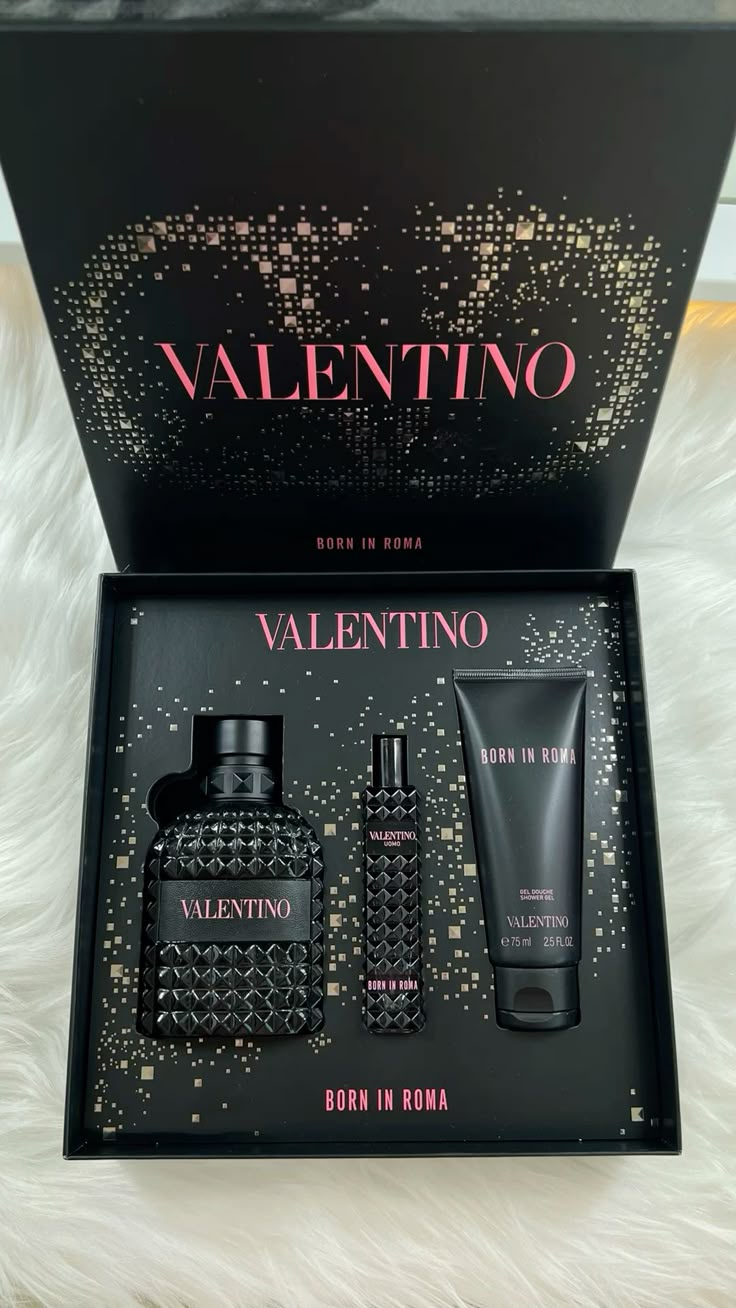 VALENTINO
BORN IN ROMA
VALENTINO
VALENTINO
VALENTINO
UOMO
BORN IN ROMA
BORN IN ROMA
GEL DOUCHE
SHOWER GEL
VALENTINO
e 75 ml 2.5 FL.OZ.
BORN IN ROMA